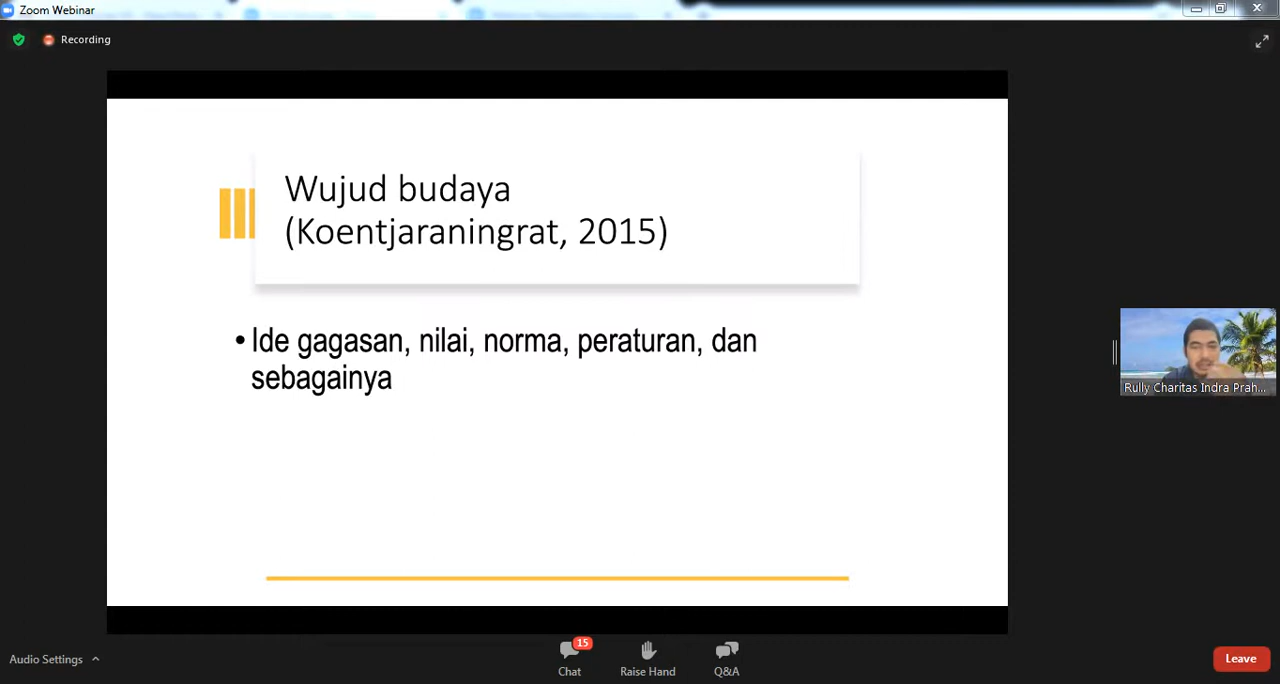 Zoom Webinar
Recording
Wujud budaya
(Koentjaraningrat, 2015)
• Ide gagasan, nilai, norma, peraturan, dan
sebagainya
Rully Charitas Indra Prah...
Audio Settings
15
Chat
Raise Hand
Q&A
Leave